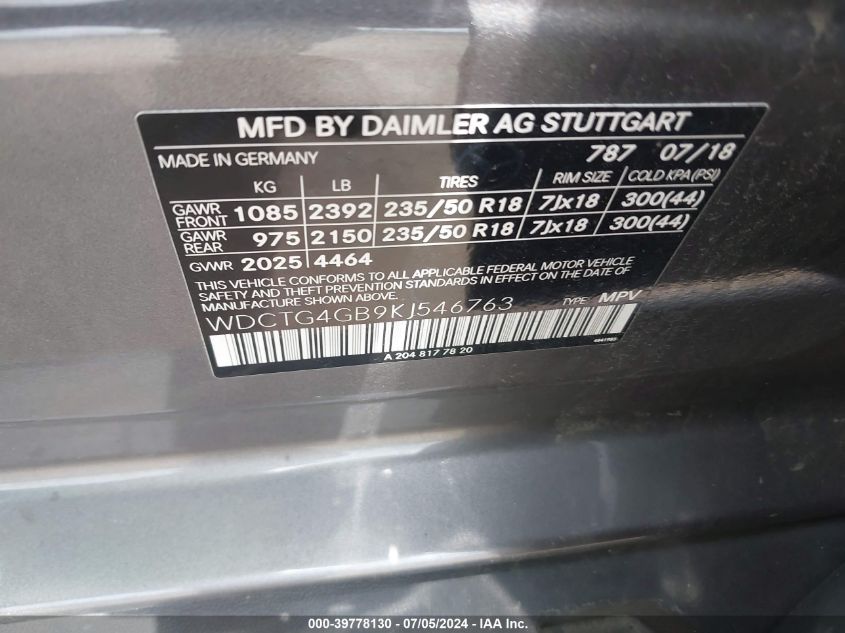 MFD BY DAIMLER AG STUTTGART
MADE IN GERMANY 787 07/18
KG LB TIRES RIM SIZE COLD KPA (PSI)
GAWR FRONT 1085 2392 235/50 R18 7Jx18 300(44)
GAWR REAR 975 2150 235/50 R18 7Jx18 300(44)
GVWR 2025 4464
THIS VEHICLE CONFORMS TO ALL APPLICABLE FEDERAL MOTOR VEHICLE
SAFETY AND THEFT PREVENTION STANDARDS IN EFFECT ON THE DATE OF
MANUFACTURE SHOWN ABOVE.
WDCTG4GB9KJ546763 TYPE: MPV
A 204 817 78 20
000-39778130 - 07/05/2024 - IAA Inc.